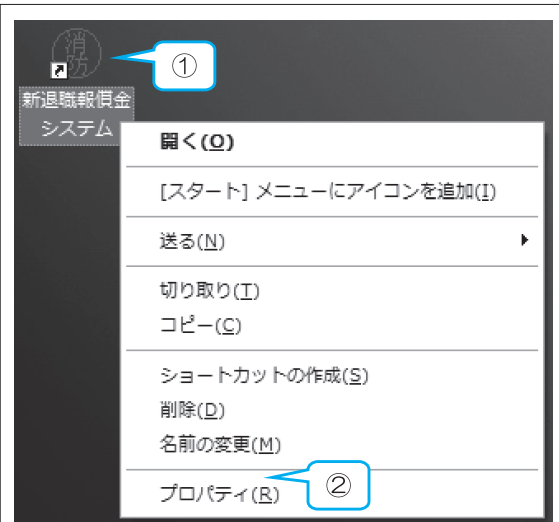 消防
①
新退職報償金
システム
開く(O)
[スタート] メニューにアイコンを追加(I)
送る(N)
切り取り(T)
コピー(C)
ショートカットの作成(S)
削除(D)
名前の変更(M)
プロパティ(R)
②